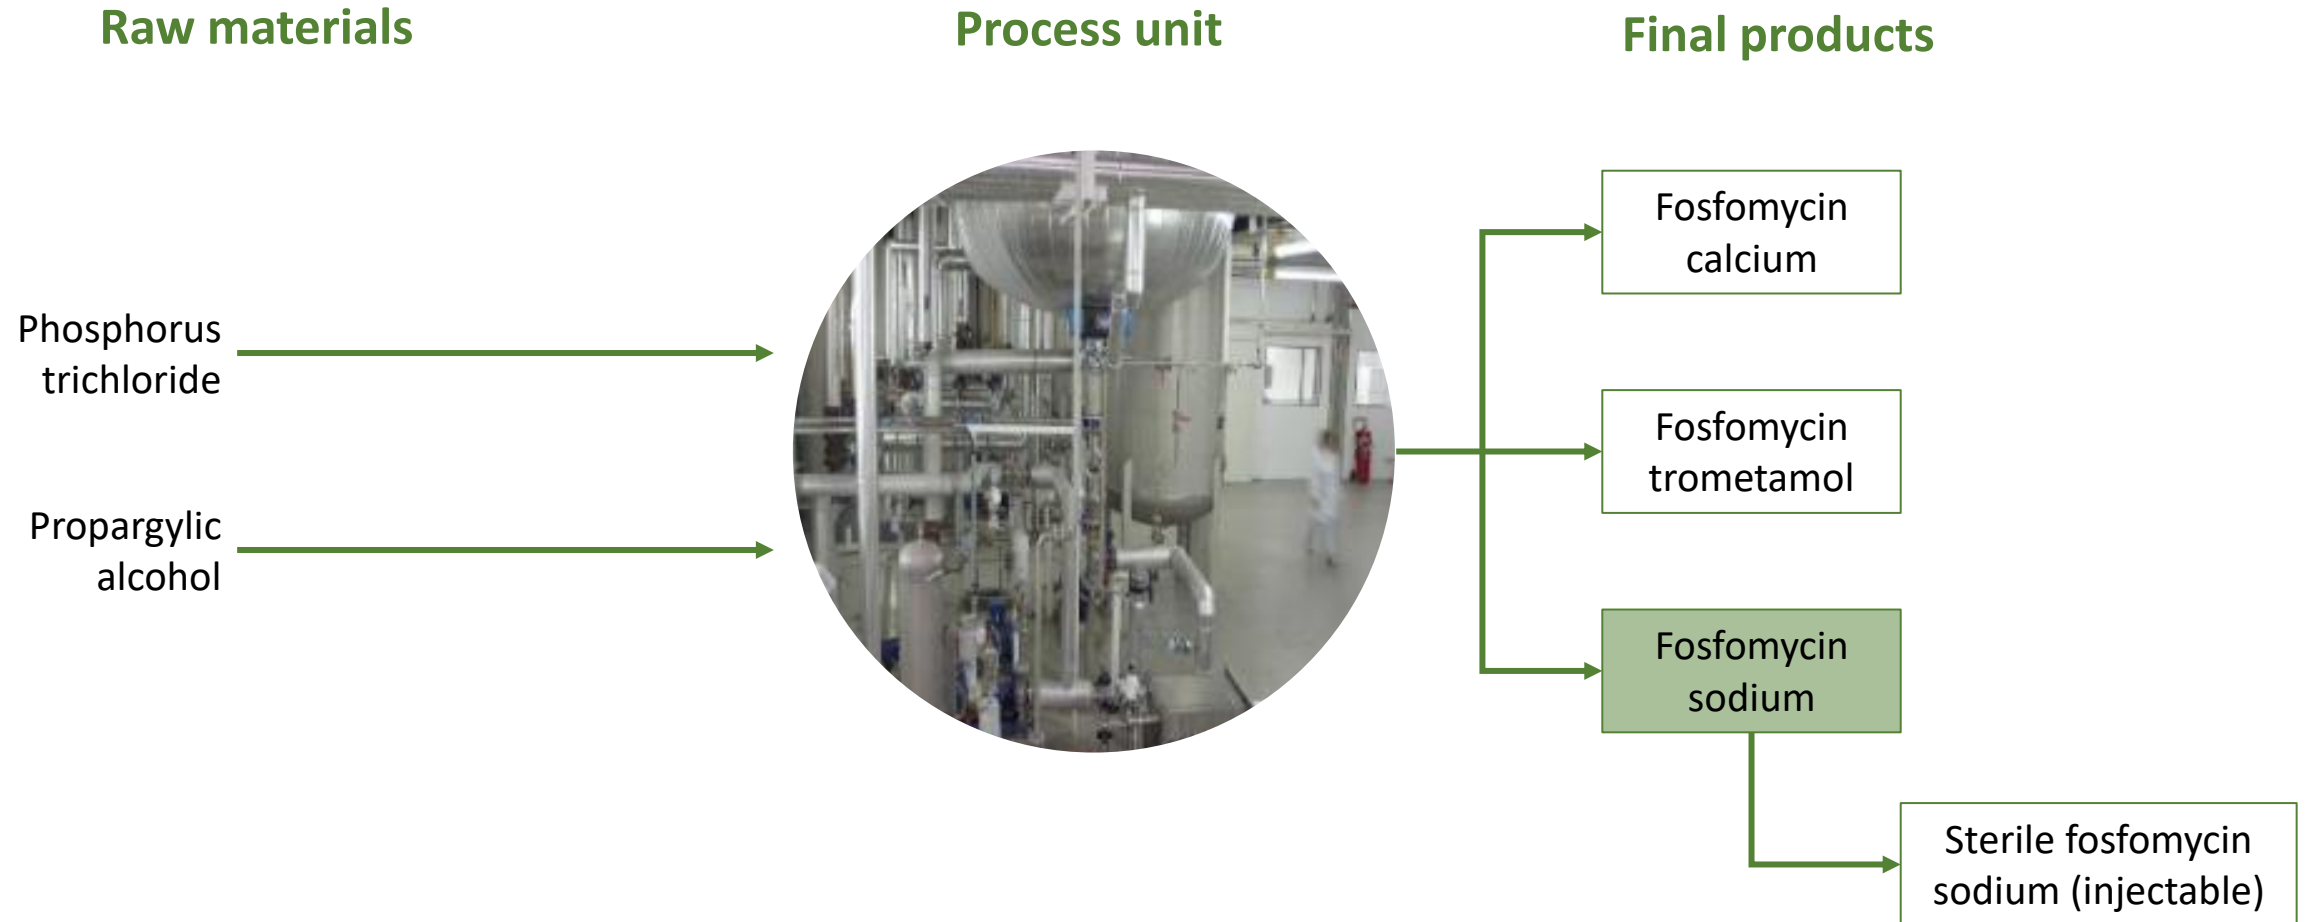 Raw materials
Process unit
Final products
Phosphorus
trichloride
Propargylic
alcohol
Fosfomycin
calcium
Fosfomycin
trometamol
Fosfomycin
sodium
Sterile fosfomycin
sodium (injectable)